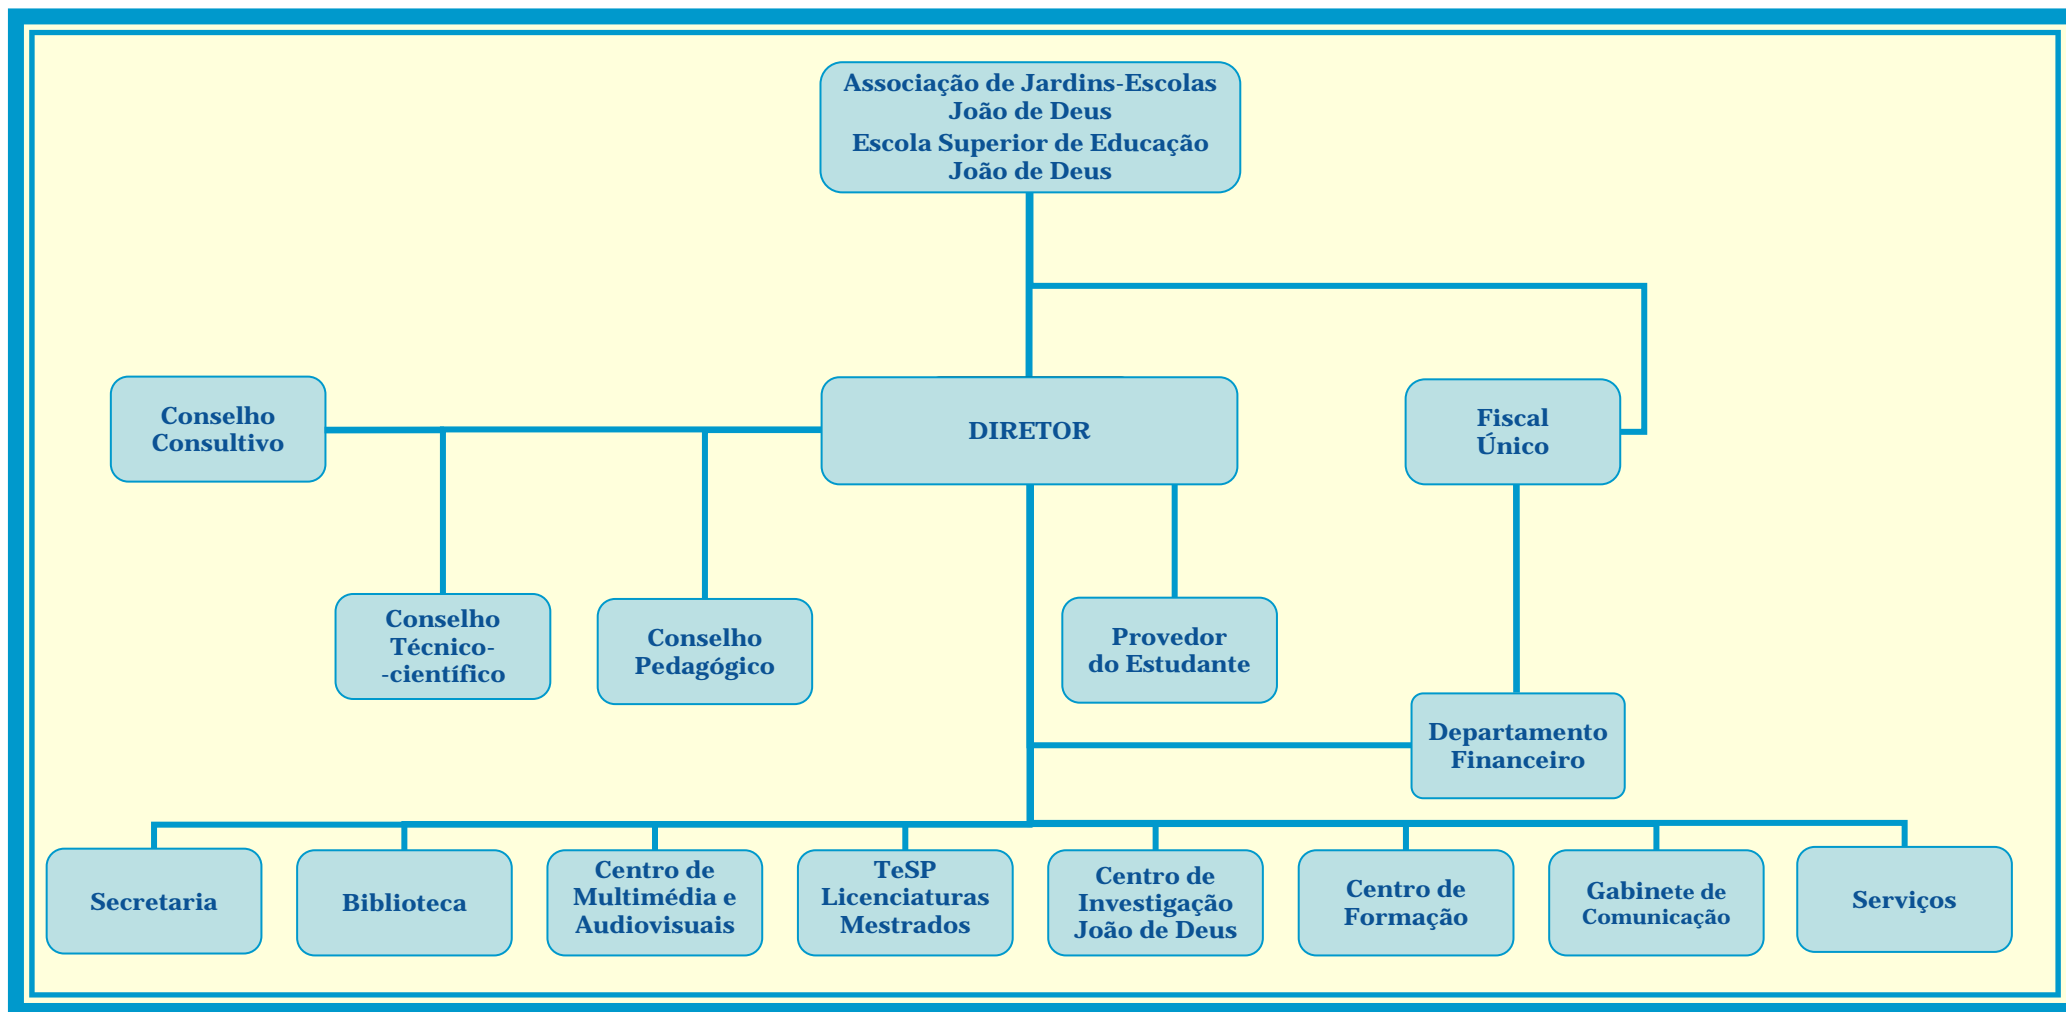 Associação de Jardins-Escolas
João de Deus
Escola Superior de Educação
João de Deus
Conselho
Consultivo
DIRETOR
Fiscal
Único
Conselho
Técnico-
-científico
Conselho
Pedagógico
Provedor
do Estudante
Departamento
Financeiro
Secretaria
Biblioteca
Centro de
Multimédia e
Audiovisuais
TeSP
Licenciaturas
Mestrados
Centro de
Investigação
João de Deus
Centro de
Formação
Gabinete de
Comunicação
Serviços